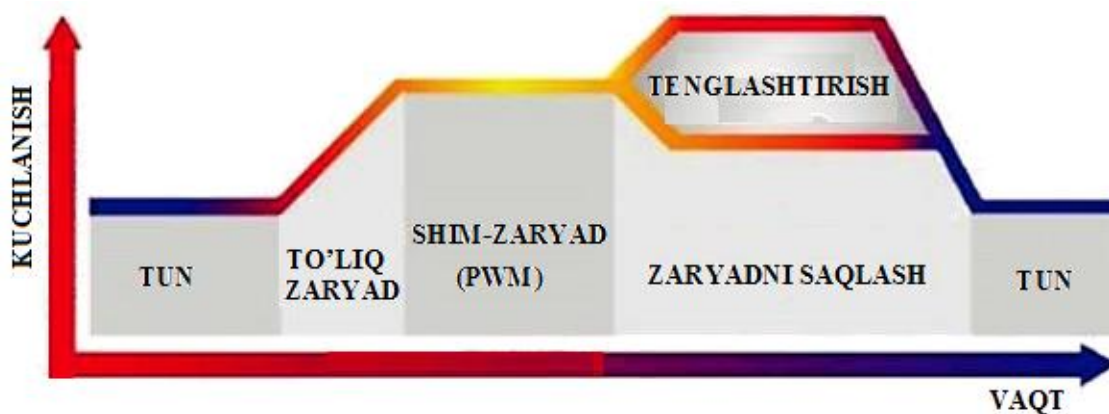 KUCHLANISH
TENGLASHTIRISH
TUN
TO’LIQ
ZARYAD
SHIM-ZARYAD
(PWM)
ZARYADNI SAQLASH
TUN
VAQT